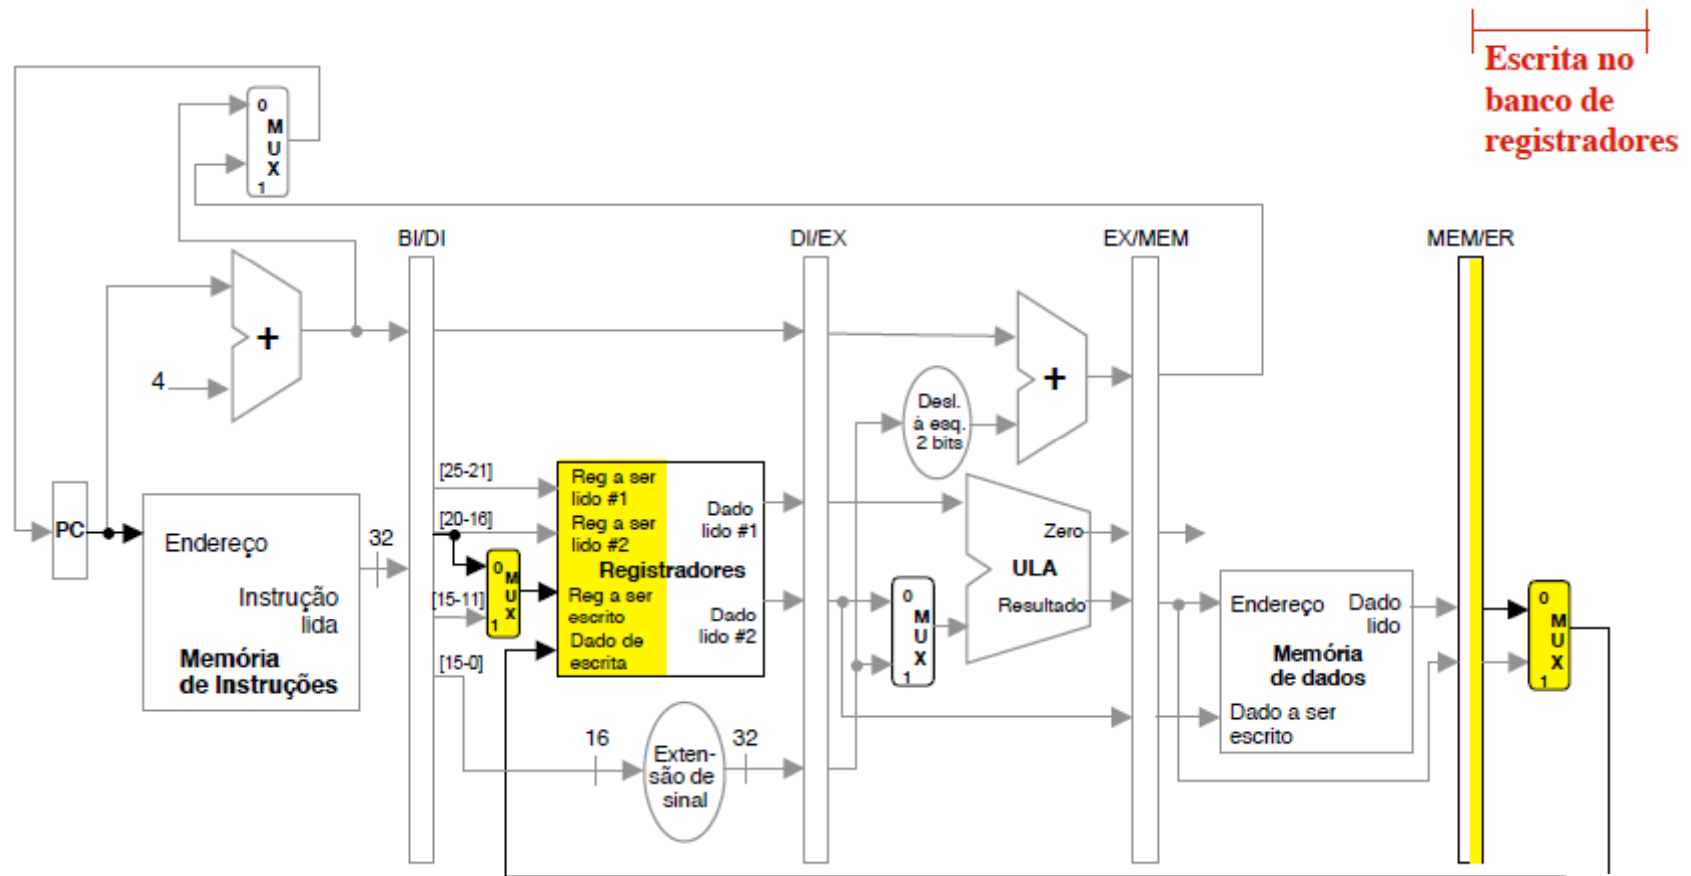 Escrita no
banco de
registradores
0
M
U
X
1
BI/DI
DI/EX
EX/MEM
MEM/ER
+
4
+
Desl.
à esq.
2 bits
[25-21]
[20-16]
[15-11]
[15-0]
PC
Endereço
32
Instrução
lida
Memória
de Instruções
0
M
U
X
1
Reg a ser
lido #1
Reg a ser
lido #2
Registradores
Reg a ser
escrito
Dado de
escrita
Dado
lido #1
Dado
lido #2
16
Exten-
são de
sinal
32
0
M
U
X
1
Zero
ULA
Resultado
Endereço
Dado
lido
Memória
de dados
Dado a ser
escrito
0
M
U
X
1